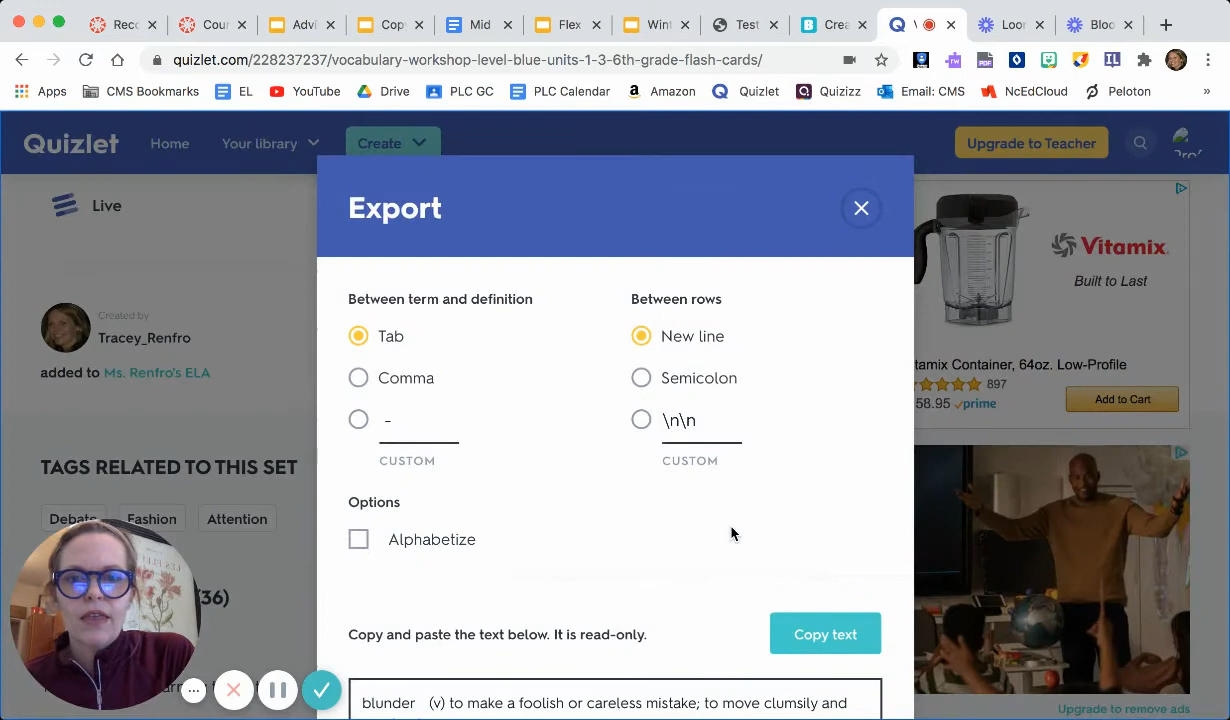 Reco
Cour
Advi
Copy
Mid
Flex
Wint
Test
Crea
Loor
Bloo
quizlet.com/228237237/vocabulary-workshop-level-blue-units-1-3-6th-grade-flash-cards/
Apps
CMS Bookmarks
EL
YouTube
Drive
PLC GC
PLC Calendar
Amazon
Quizlet
Quizizz
Email: CMS
NcEdCloud
Peloton
»
Quizlet
Home
Your library
Create
Upgrade to Teacher
Live
Export
Vitamix
Built to Last
Between term and definition
Between rows
Created by
Tracey_Renfro
Tab
New line
added to Ms. Renfro's ELA
Comma
Semicolon
tamix Container, 64oz. Low-Profile
897
58.95 prime
Add to Cart
-
\n\n
CUSTOM
CUSTOM
TAGS RELATED TO THIS SET
Options
Debate
Fashion
Attention
Alphabetize
(36)
Copy and paste the text below. It is read-only.
Copy text
blunder (v) to make a foolish or careless mistake; to move clumsily and
Upgrade to remove ads